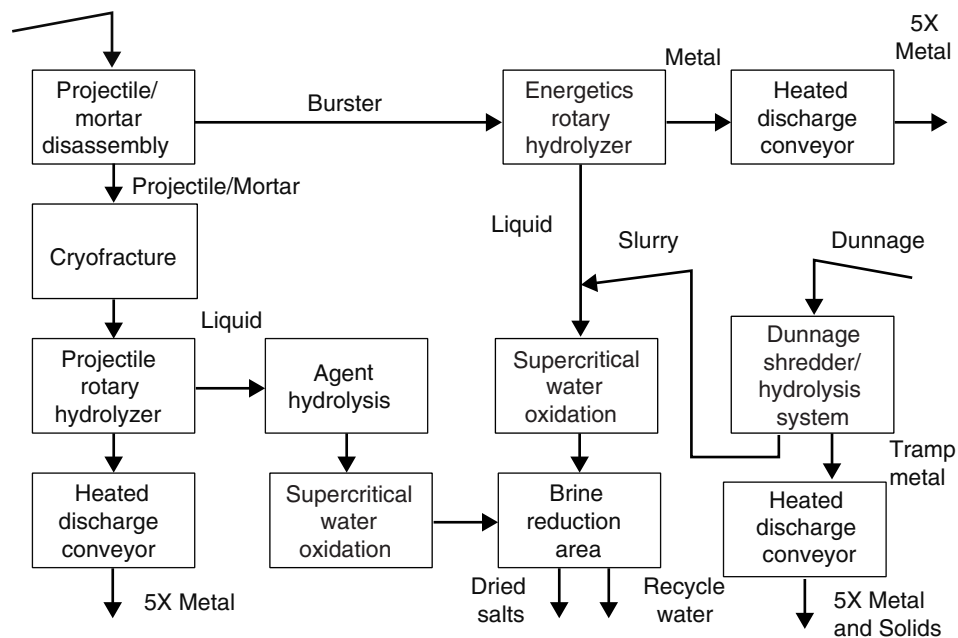 Projectile/
mortar
disassembly
Burster
Energetics
rotary
hydrolyzer
Metal
Heated
discharge
conveyor
5X
Metal
Projectile/Mortar
Cryofracture
Liquid
Slurry
Dunnage
Liquid
Projectile
rotary
hydrolyzer
Agent
hydrolysis
Supercritical
water
oxidation
Dunnage
shredder/
hydrolysis
system
Tramp
metal
Heated
discharge
conveyor
Supercritical
water
oxidation
Brine
reduction
area
Heated
discharge
conveyor
5X Metal
Dried
salts
Recycle
water
5X Metal
and Solids